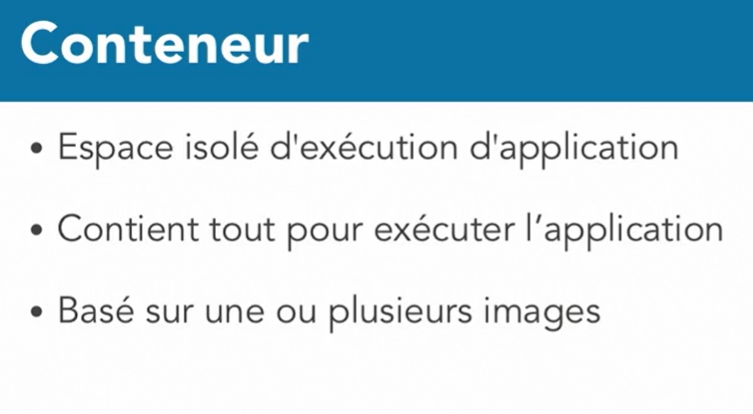 Conteneur
• Espace isolé d'exécution d'application
• Contient tout pour exécuter l’application
• Basé sur une ou plusieurs images